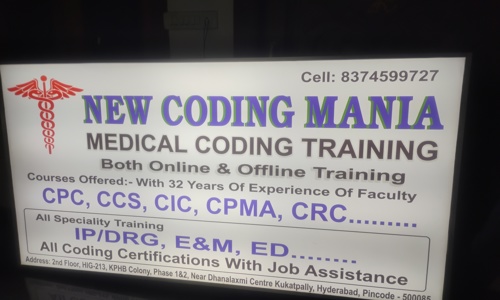 Cell: 8374599727
NEW CODING MANIA
MEDICAL CODING TRAINING
Both Online & Offline Training
Courses Offered:- With 32 Years Of Experience Of Faculty
CPC, CCS, CIC, CPMA, CRC.........
All Speciality Training
IP/DRG, E&M, ED........
All Coding Certifications With Job Assistance
Address: 2nd Floor, HIG-213, KPHB Colony, Phase 1&2, Near Dhanalaxmi Centre Kukatpally, Hyderabad, Pincode - 500085